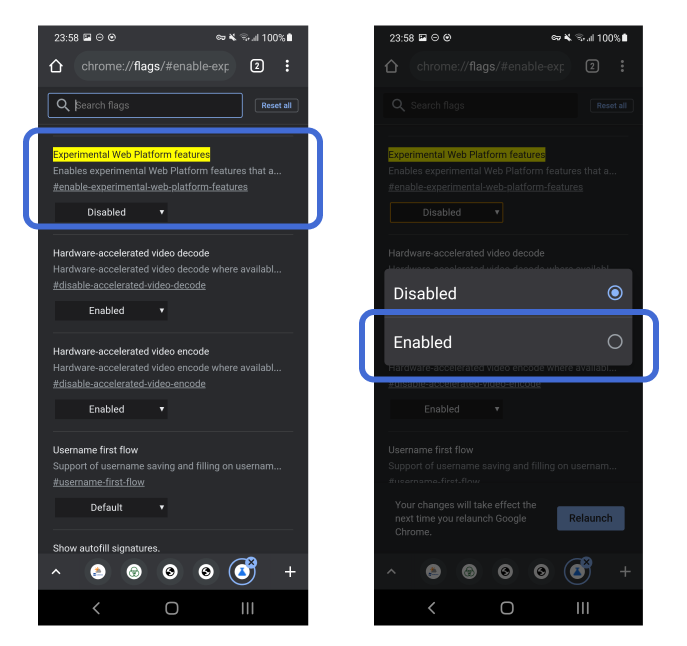 23:58
100%
chrome://flags/#enable-exp
2
Search flags
Reset all
Experimental Web Platform features
Enables experimental Web Platform features that a...
#enable-experimental-web-platform-features
Disabled
Hardware-accelerated video decode
Hardware-accelerated video decode where availabl...
#disable-accelerated-video-decode
Enabled
Hardware-accelerated video encode
Hardware-accelerated video encode where availabl...
#disable-accelerated-video-encode
Enabled
Username first flow
Support of username saving and filling on usernam...
#username-first-flow
Default
Show autofill signatures.
23:58
100%
chrome://flags/#enable-exp
2
Search flags
Reset all
Experimental Web Platform features
Enables experimental Web Platform features that a...
#enable-experimental-web-platform-features
Disabled
Hardware-accelerated video decode
Hardware-accelerated video decode where availabl...
Disabled
Enabled
Hardware-accelerated video encode where availabl...
#disable-accelerated-video-encode
Enabled
Username first flow
Support of username saving and filling on usernam...
#username-first-flow
Your changes will take effect the
next time you relaunch Google
Chrome.
Relaunch